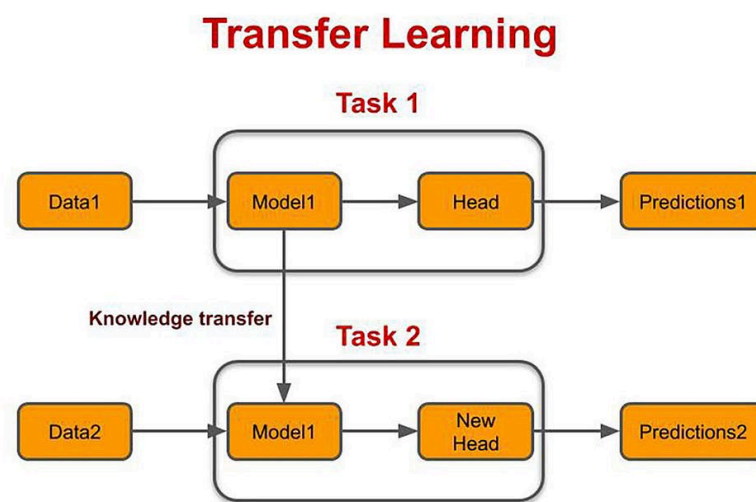 Transfer Learning
Task 1
Data1
Model1
Head
Predictions1
Knowledge transfer
Task 2
Data2
Model1
New
Head
Predictions2